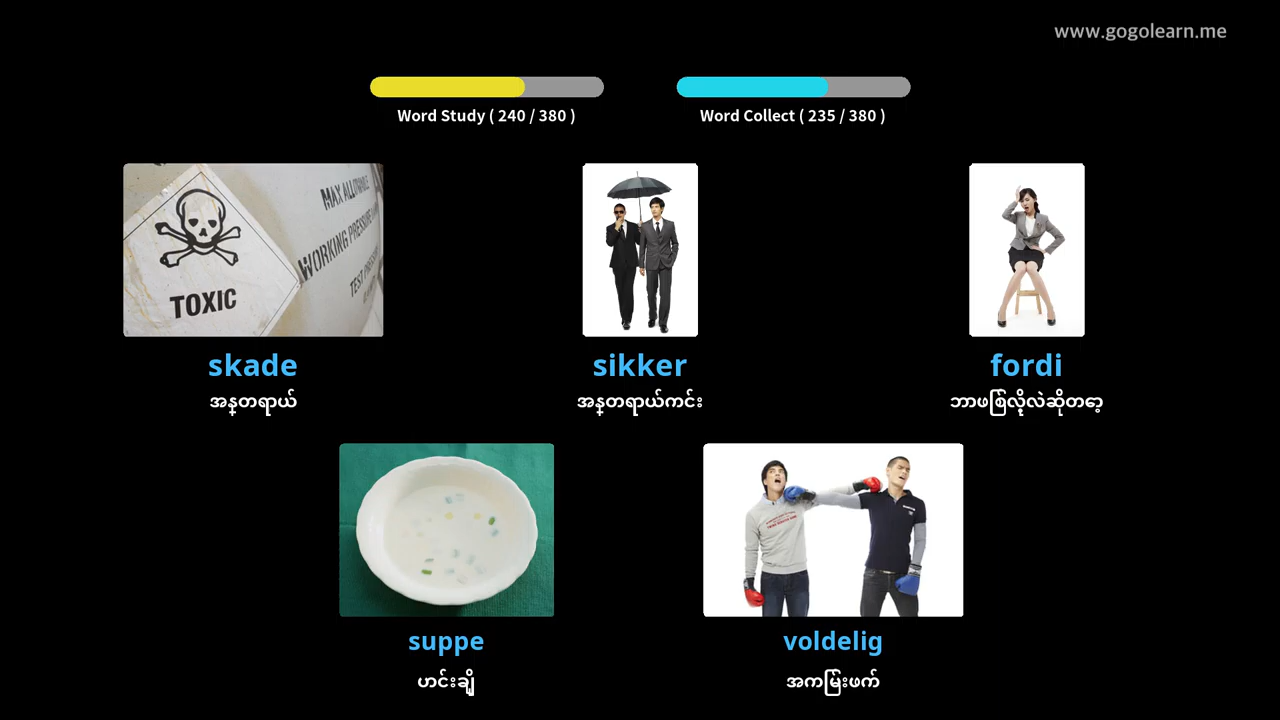 www.gogolearn.me
Word Study ( 240 / 380 )
Word Collect ( 235 / 380 )
MAX ALLOWABLE
WORKING PRESSURE
TEST PRESSURE
TOXIC
skade
sikker
fordi
အန္တရာယ်
အန္တရာယ်ကင်း
ဘာဖြစ်လို့လဲဆိုတော့
suppe
voldelig
ဟင်းချို
အကြမ်းဖက်